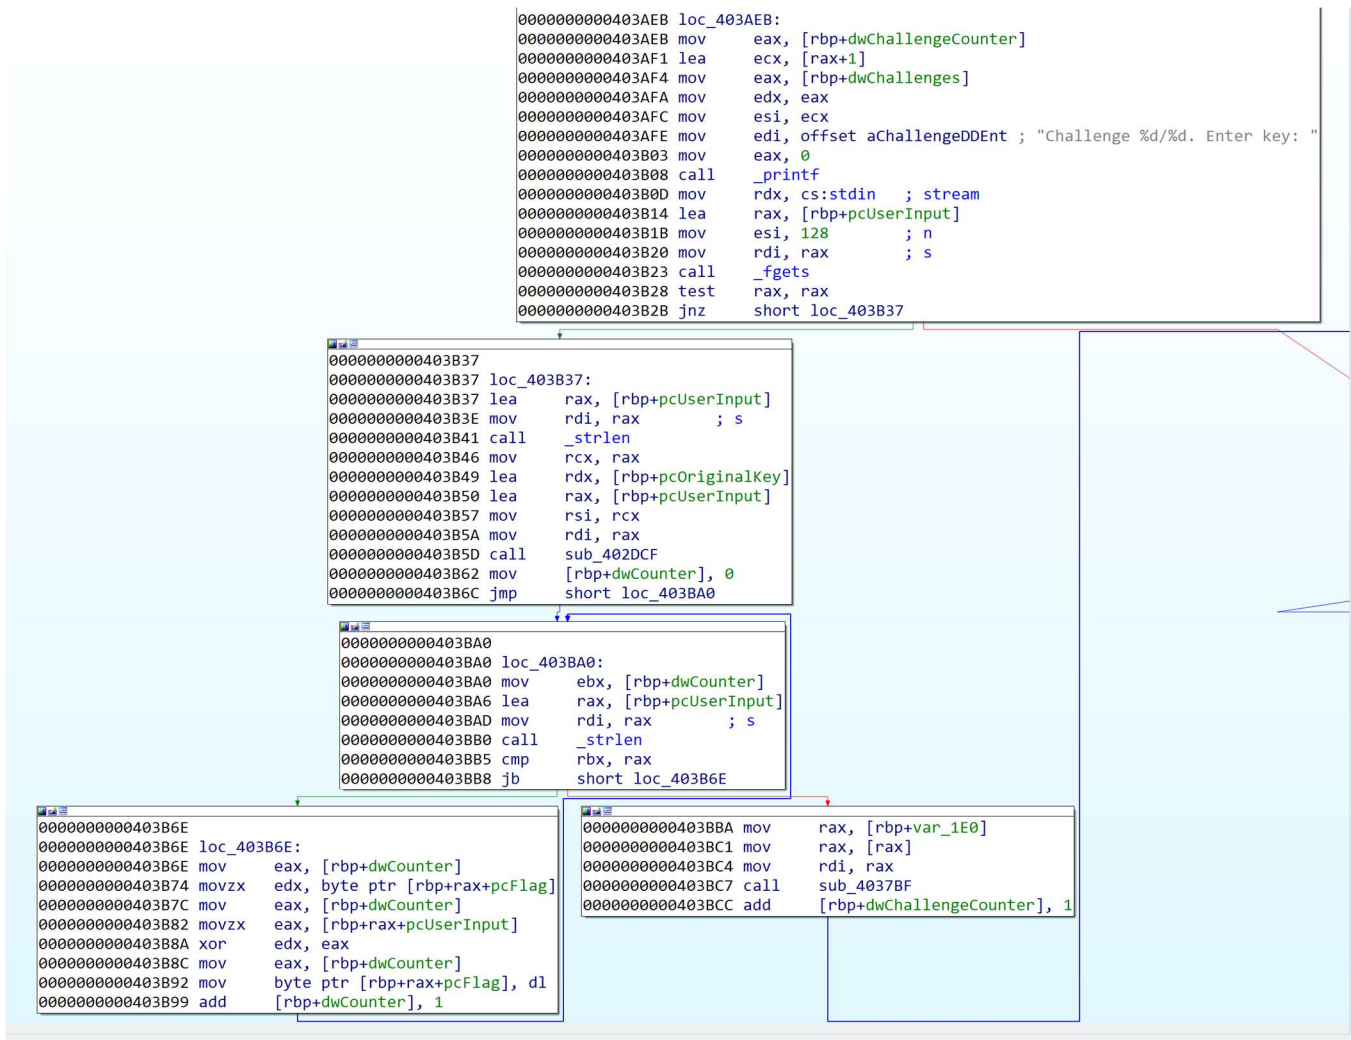 0000000000403AEB loc_403AEB:
0000000000403AEB mov eax, [rbp+dwChallengeCounter]
0000000000403AF1 lea ecx, [rax+1]
0000000000403AF4 mov eax, [rbp+dwChallenges]
0000000000403AFA mov edx, eax
0000000000403AFC mov esi, ecx
0000000000403AFE mov edi, offset aChallengeDDEnt ; "Challenge %d/%d. Enter key: "
0000000000403B03 mov eax, 0
0000000000403B08 call _printf
0000000000403B0D mov rdx, cs:stdin ; stream
0000000000403B14 lea rax, [rbp+pcUserInput]
0000000000403B1B mov esi, 128 ; n
0000000000403B20 mov rdi, rax ; s
0000000000403B23 call _fgets
0000000000403B28 test rax, rax
0000000000403B2B jnz short loc_403B37
0000000000403B37
0000000000403B37 loc_403B37:
0000000000403B37 lea rax, [rbp+pcUserInput]
0000000000403B3E mov rdi, rax ; s
0000000000403B41 call _strlen
0000000000403B46 mov rcx, rax
0000000000403B49 lea rdx, [rbp+pcOriginalKey]
0000000000403B50 lea rax, [rbp+pcUserInput]
0000000000403B57 mov rsi, rcx
0000000000403B5A mov rdi, rax
0000000000403B5D call sub_402DCF
0000000000403B62 mov [rbp+dwCounter], 0
0000000000403B6C jmp short loc_403BA0
0000000000403BA0
0000000000403BA0 loc_403BA0:
0000000000403BA0 mov ebx, [rbp+dwCounter]
0000000000403BA6 lea rax, [rbp+pcUserInput]
0000000000403BAD mov rdi, rax ; s
0000000000403BB0 call _strlen
0000000000403BB5 cmp rbx, rax
0000000000403BB8 jb short loc_403B6E
0000000000403B6E
0000000000403B6E loc_403B6E:
0000000000403B6E mov eax, [rbp+dwCounter]
0000000000403B74 movzx edx, byte ptr [rbp+rax+pcFlag]
0000000000403B7C mov eax, [rbp+dwCounter]
0000000000403B82 movzx eax, [rbp+rax+pcUserInput]
0000000000403B8A xor edx, eax
0000000000403B8C mov eax, [rbp+dwCounter]
0000000000403B92 mov byte ptr [rbp+rax+pcFlag], dl
0000000000403B99 add [rbp+dwCounter], 1
0000000000403BBA mov rax, [rbp+var_1E0]
0000000000403BC1 mov rax, [rax]
0000000000403BC4 mov rdi, rax
0000000000403BC7 call sub_4037BF
0000000000403BCC add [rbp+dwChallengeCounter], 1